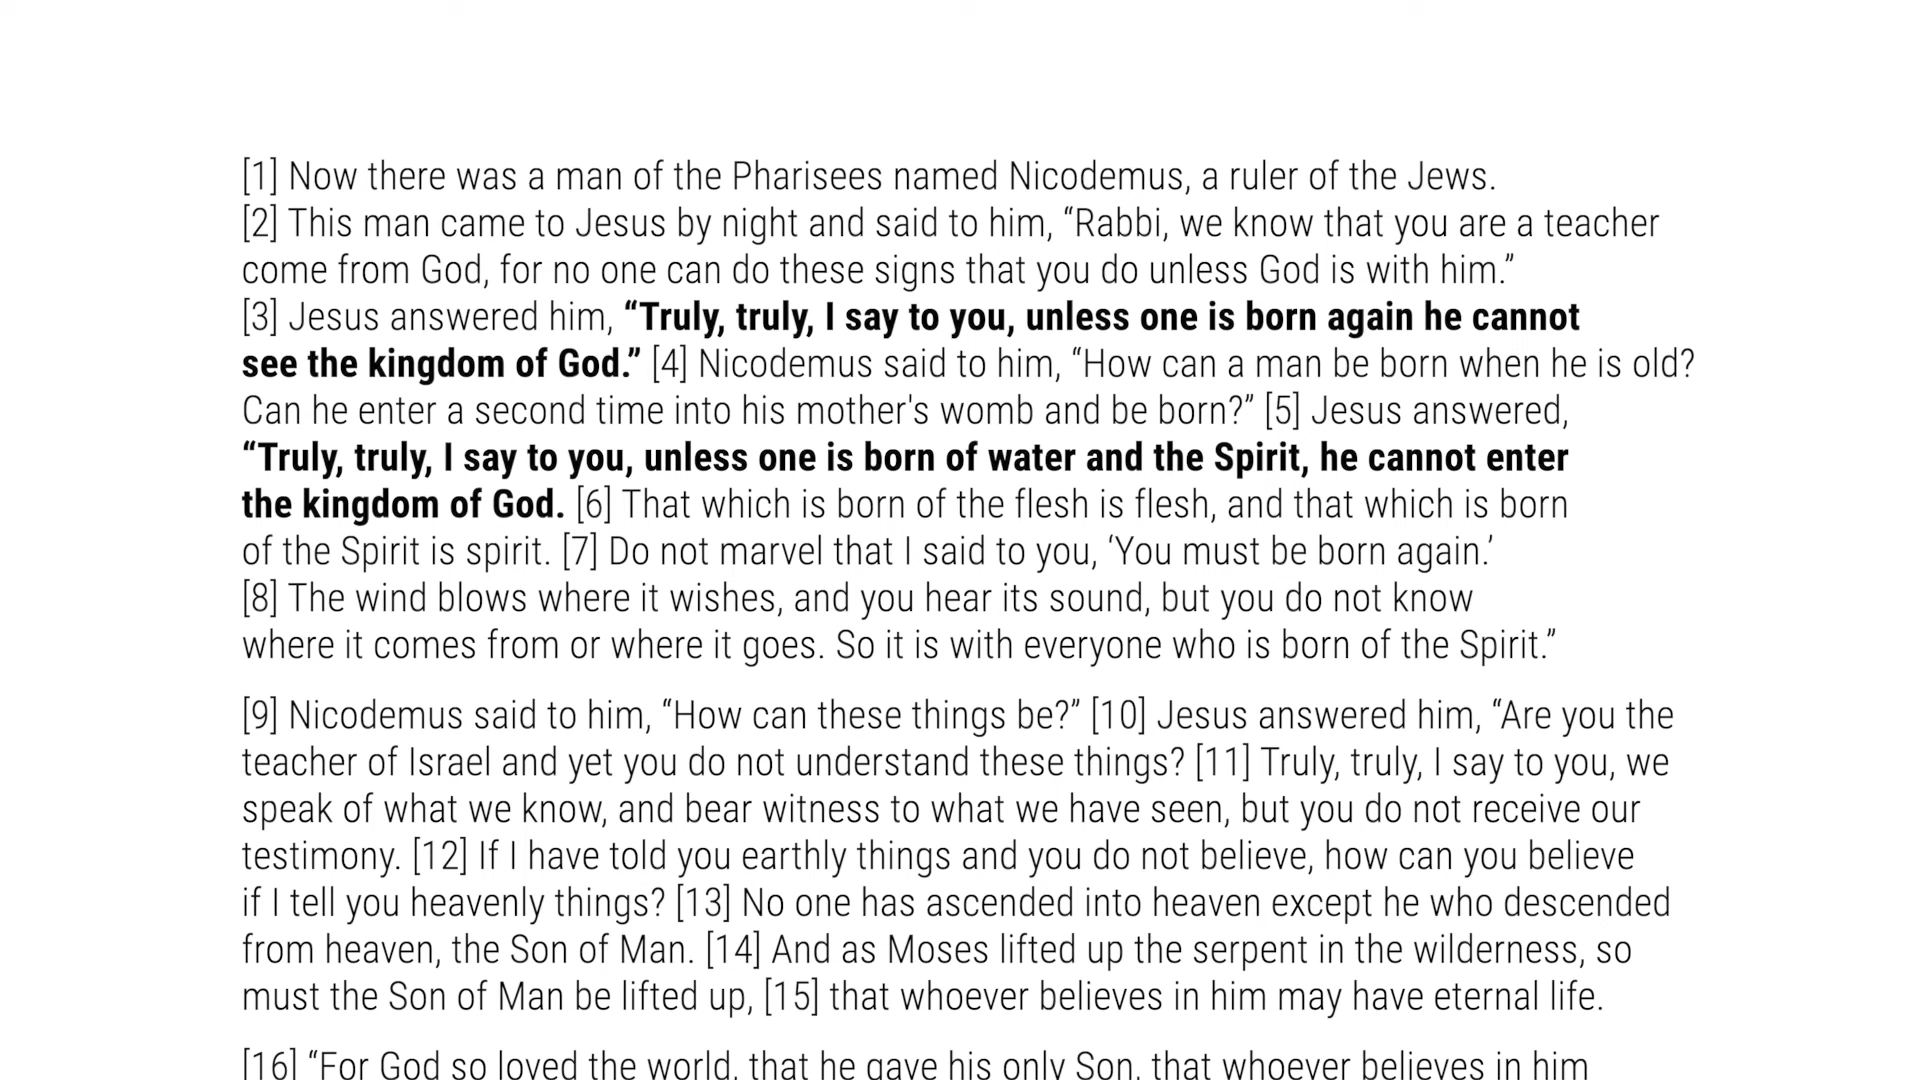 [1] Now there was a man of the Pharisees named Nicodemus, a ruler of the Jews.
[2] This man came to Jesus by night and said to him, “Rabbi, we know that you are a teacher
come from God, for no one can do these signs that you do unless God is with him.”
[3] Jesus answered him, “Truly, truly, I say to you, unless one is born again he cannot
see the kingdom of God.” [4] Nicodemus said to him, “How can a man be born when he is old?
Can he enter a second time into his mother's womb and be born?” [5] Jesus answered,
“Truly, truly, I say to you, unless one is born of water and the Spirit, he cannot enter
the kingdom of God. [6] That which is born of the flesh is flesh, and that which is born
of the Spirit is spirit. [7] Do not marvel that I said to you, ‘You must be born again.’
[8] The wind blows where it wishes, and you hear its sound, but you do not know
where it comes from or where it goes. So it is with everyone who is born of the Spirit.”
[9] Nicodemus said to him, “How can these things be?” [10] Jesus answered him, “Are you the
teacher of Israel and yet you do not understand these things? [11] Truly, truly, I say to you, we
speak of what we know, and bear witness to what we have seen, but you do not receive our
testimony. [12] If I have told you earthly things and you do not believe, how can you believe
if I tell you heavenly things? [13] No one has ascended into heaven except he who descended
from heaven, the Son of Man. [14] And as Moses lifted up the serpent in the wilderness, so
must the Son of Man be lifted up, [15] that whoever believes in him may have eternal life.
[16] “For God so loved the world, that he gave his only Son, that whoever believes in him